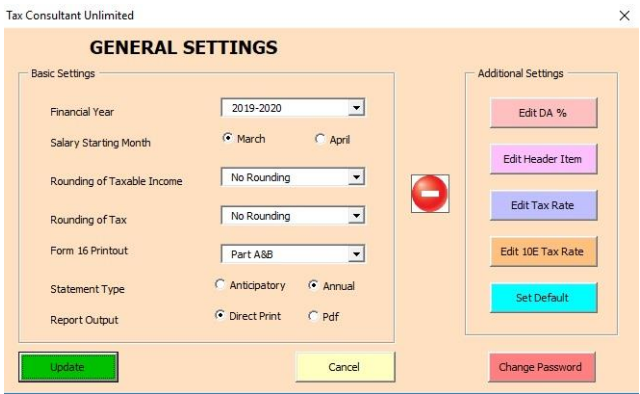 Tax Consultant Unlimited
GENERAL SETTINGS
Basic Settings
Financial Year 2019-2020
Salary Starting Month March April
Rounding of Taxable Income No Rounding
Rounding of Tax No Rounding
Form 16 Printout Part A&B
Statement Type Anticipatory Annual
Report Output Direct Print Pdf
Additional Settings
Edit DA %
Edit Header Item
Edit Tax Rate
Edit 10E Tax Rate
Set Default
Update Cancel Change Password